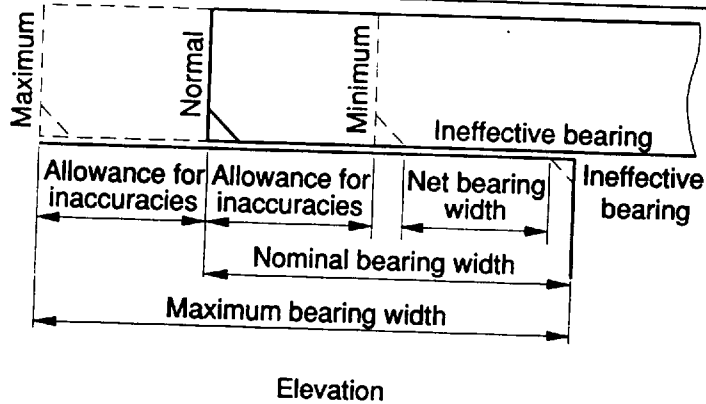 Maximum
Normal
Minimum
Ineffective bearing
Allowance for
inaccuracies
Allowance for
inaccuracies
Net bearing
width
Ineffective
bearing
Nominal bearing width
Maximum bearing width
Elevation